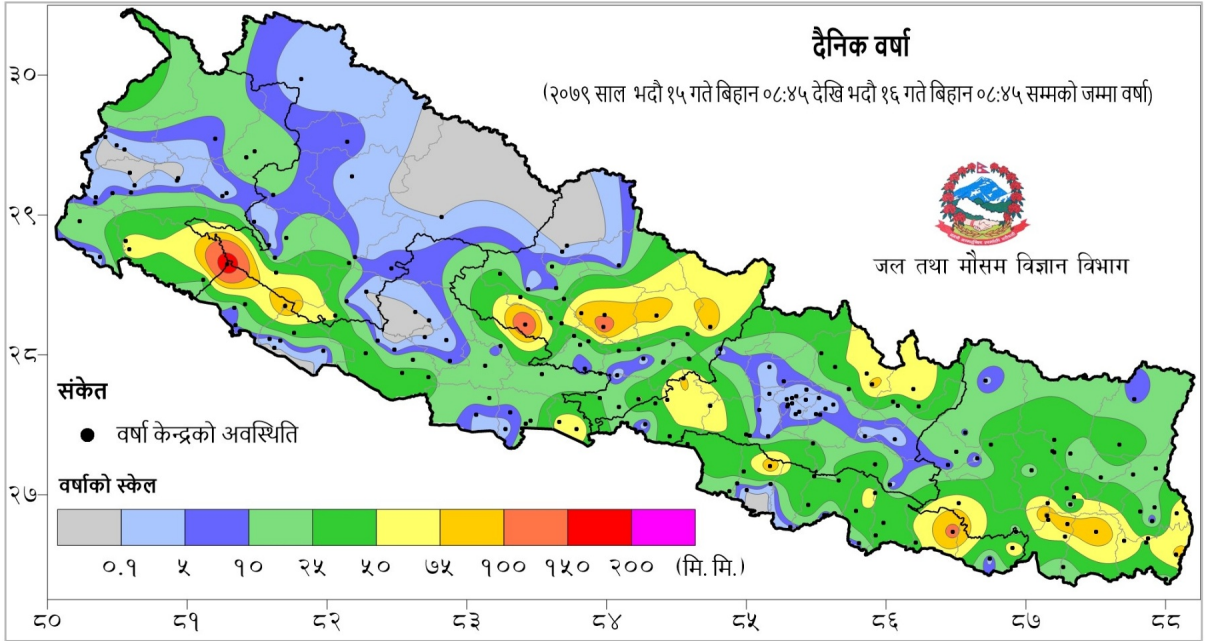 दैनिक वर्षा
(२०७९ साल भदौ १५ गते बिहान ०८:४५ देखि भदौ १६ गते बिहान ०८:४५ सम्मको जम्मा वर्षा)
जल तथा मौसम विज्ञान विभाग
३०
२९
२८
२७
संकेत
वर्षा केन्द्रको अवस्थिति
वर्षाको स्केल
०.१ ५ १० २५ ५० ७५ १०० १५० २०० (मि. मि.)
८० ८१ ८२ ८३ ८४ ८५ ८६ ८७ ८८